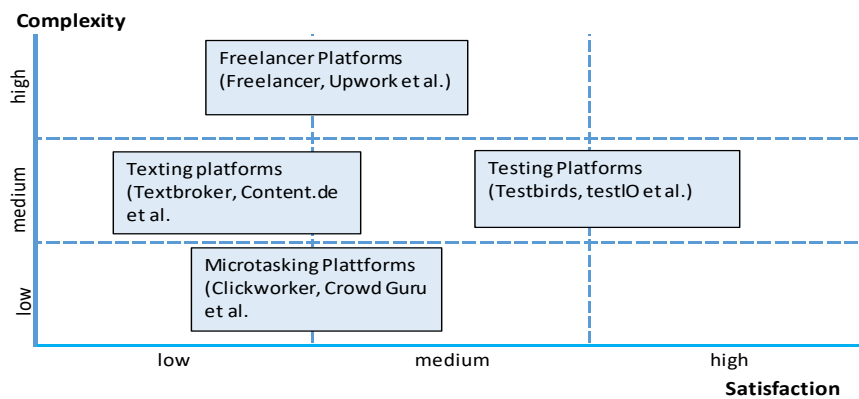 Complexity
high
Freelancer Platforms
(Freelancer, Upwork et al.)
medium
Texting platforms
(Textbroker, Content.de
et al.
Testing Platforms
(Testbirds, testIO et al.)
low
Microtasking Plattforms
(Clickworker, Crowd Guru
et al.
low
medium
high
Satisfaction